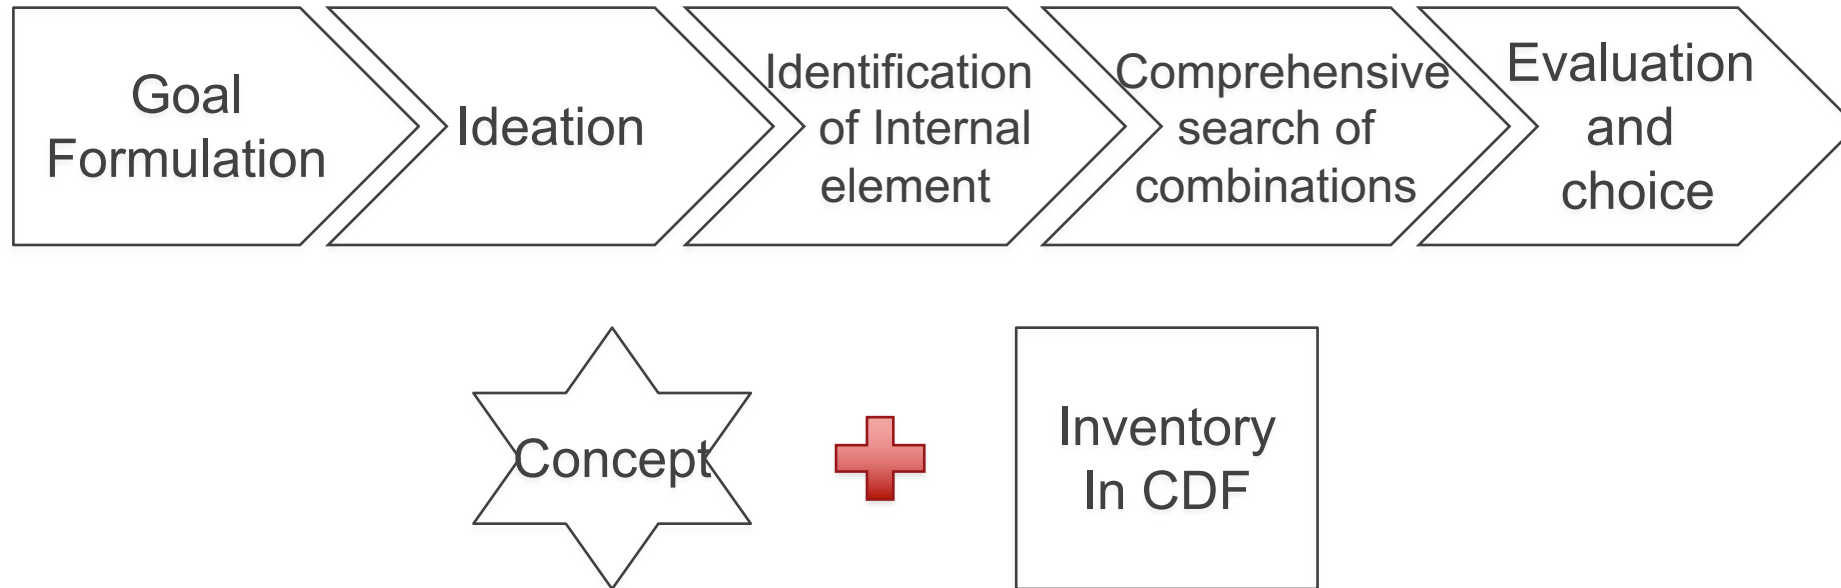 Goal
Formulation
Ideation
Identification
of Internal
element
Comprehensive
search of
combinations
Evaluation
and
choice
Concept
Inventory
In CDF